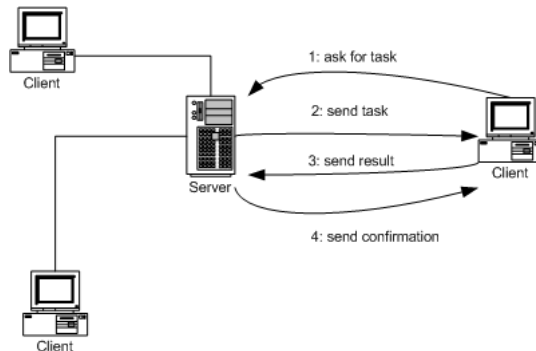 1: ask for task
Client
2: send task
3: send result
Client
Server
4: send confirmation
Client